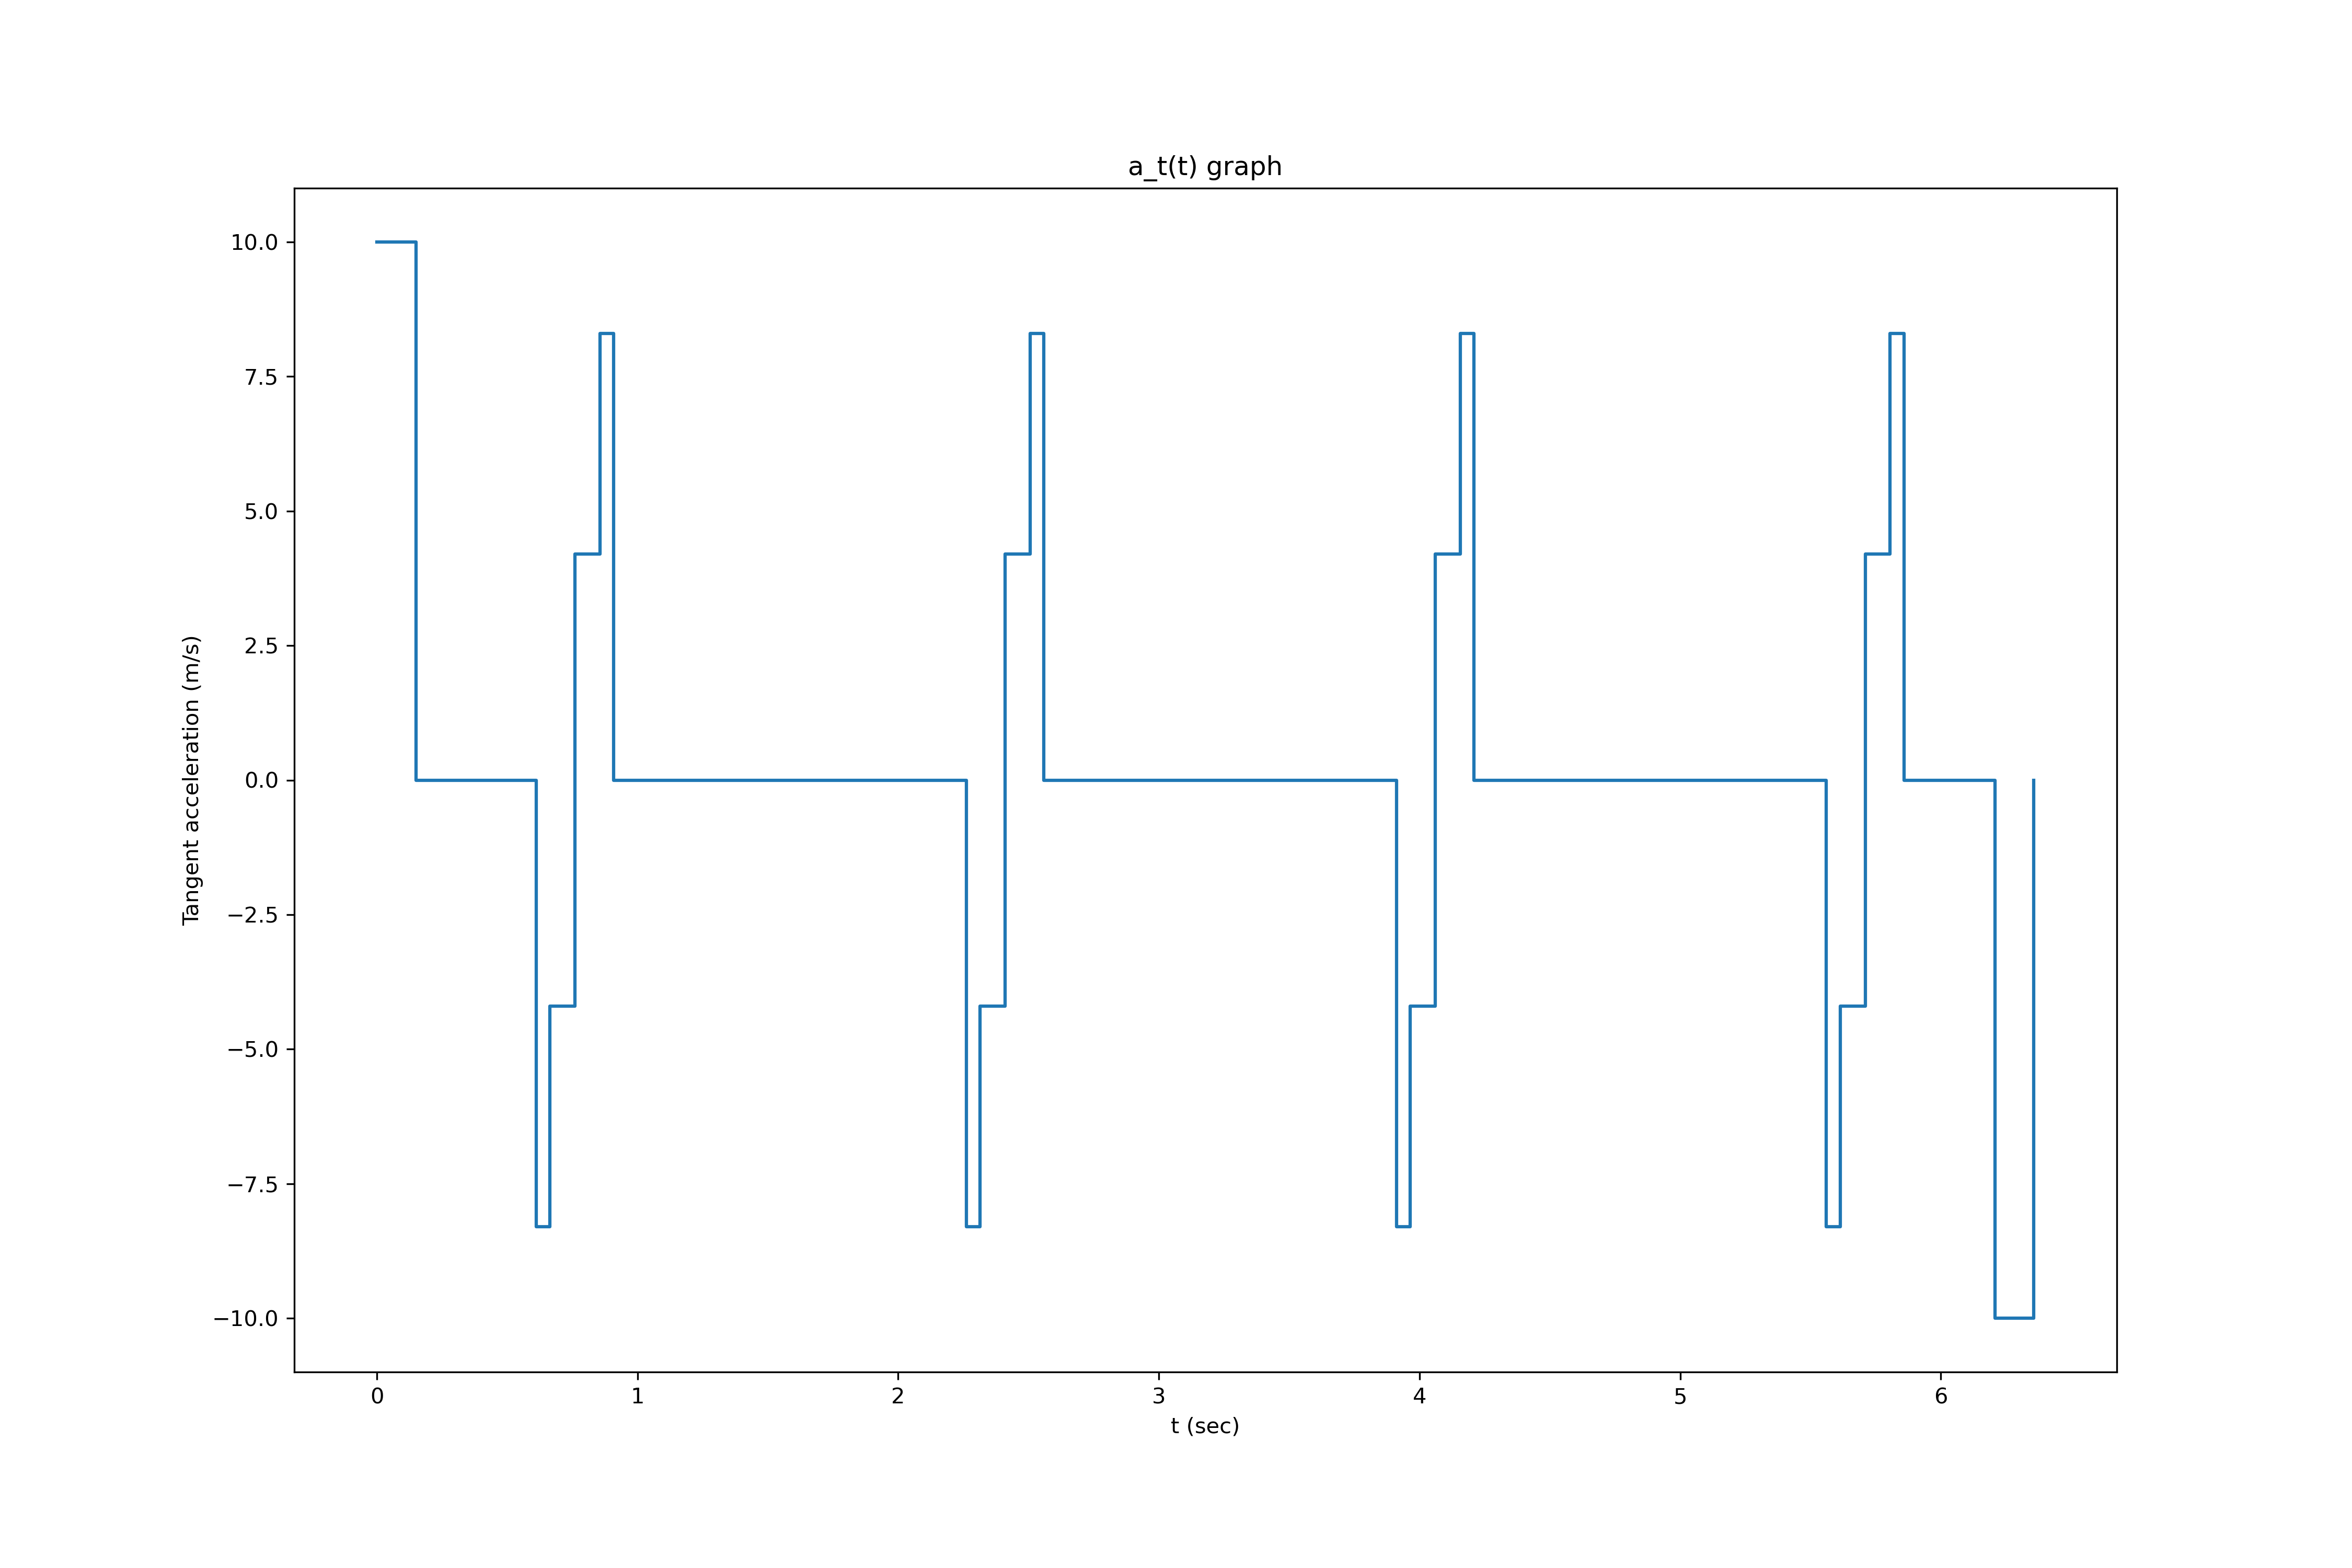 a_t(t) graph
10.0
7.5
5.0
2.5
0.0
−2.5
−5.0
−7.5
−10.0
Tangent acceleration (m/s)
0 1 2 3 4 5 6
t (sec)